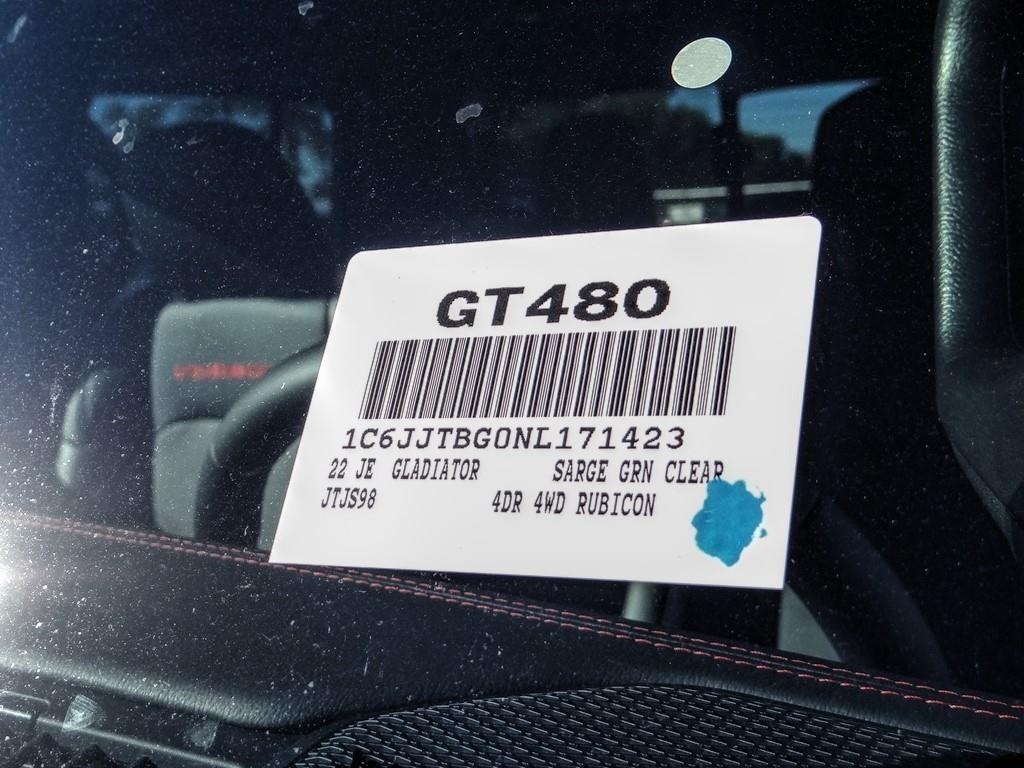 GT480
1C6JJTBG0NL171423
22 JE GLADIATOR SARGE GRN CLEAR
JTJS98 4DR 4WD RUBICON